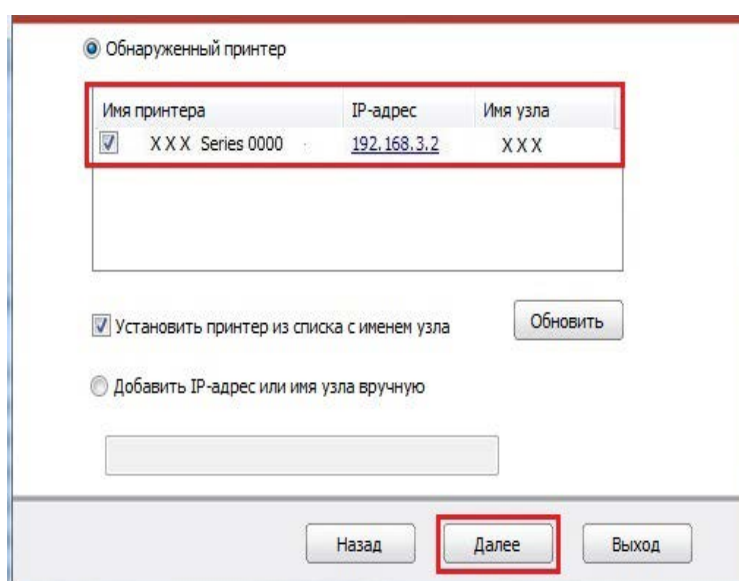 Обнаруженный принтер
Имя принтера IP-адрес Имя узла
X X X Series 0000 192.168.3.2 X X X
Установить принтер из списка с именем узла Обновить
Добавить IP-адрес или имя узла вручную
Назад Далее Выход